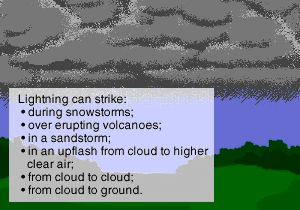 Lightning can strike:
• during snowstorms;
• over erupting volcanoes;
• in a sandstorm;
• in an upflash from cloud to higher
clear air;
• from cloud to cloud;
• from cloud to ground.